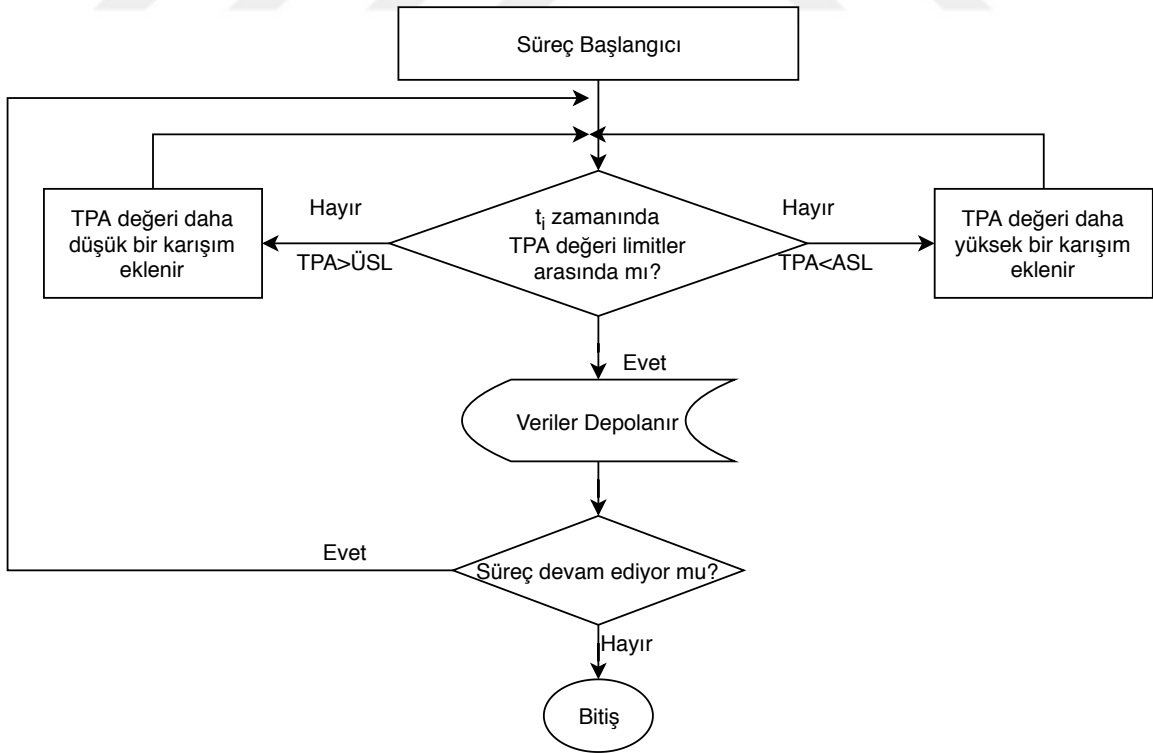 Süreç Başlangıcı
Hayır
t_i zamanında
TPA değeri limitler
arasında mı?
Hayır
TPA değeri daha
düşük bir karışım
eklenir
TPA>ÜSL
TPA<ASL
TPA değeri daha
yüksek bir karışım
eklenir
Evet
Veriler Depolanır
Evet
Süreç devam ediyor mu?
Hayır
Bitiş